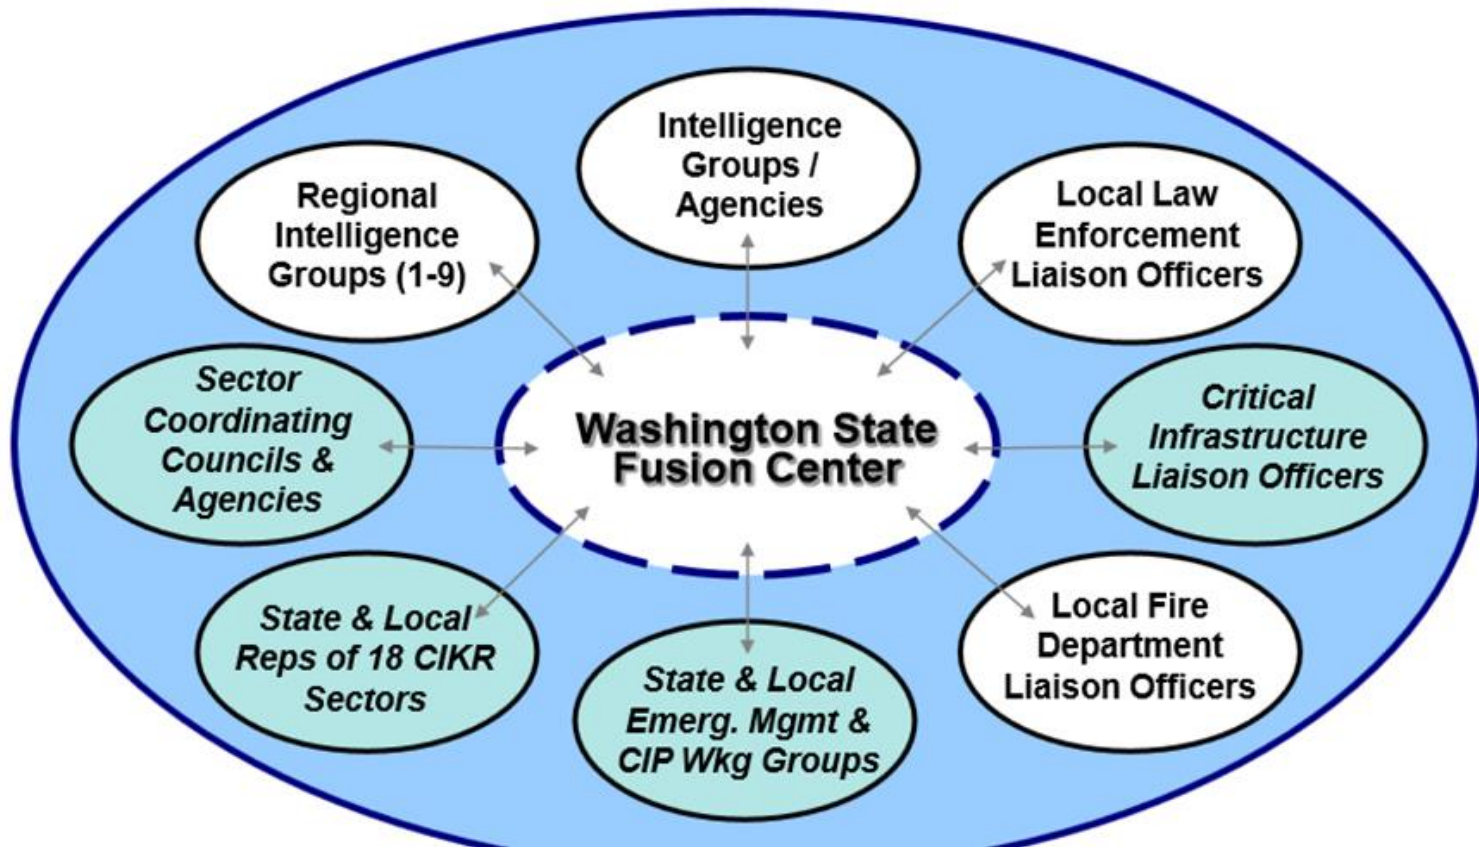 Intelligence
Groups /
Agencies
Regional
Intelligence
Groups (1-9)
Local Law
Enforcement
Liaison Officers
Sector
Coordinating
Councils &
Agencies
Washington State
Fusion Center
Critical
Infrastructure
Liaison Officers
State & Local
Reps of 18 CIKR
Sectors
State & Local
Emerg. Mgmt &
CIP Wkg Groups
Local Fire
Department
Liaison Officers